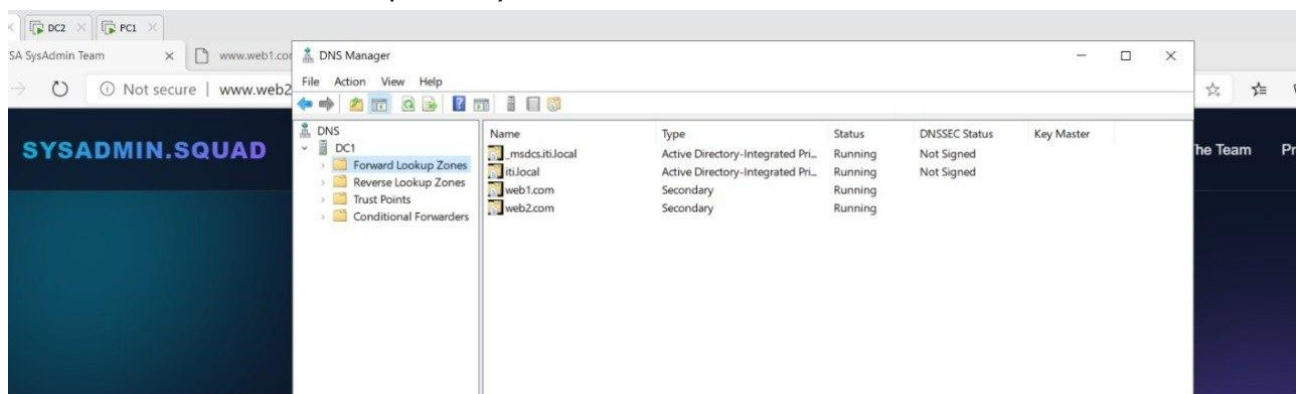 DC2
PC1
SA SysAdmin Team
www.web1.com
Not secure | www.web2
SYSADMIN.SQUAD
he Team Pr
DNS Manager
File Action View Help
DNS
DC1
Forward Lookup Zones
Reverse Lookup Zones
Trust Points
Conditional Forwarders
Name Type Status DNSSEC Status Key Master
_msdcs.iti.local Active Directory-Integrated Pri... Running Not Signed
iti.local Active Directory-Integrated Pri... Running Not Signed
web1.com Secondary Running
web2.com Secondary Running